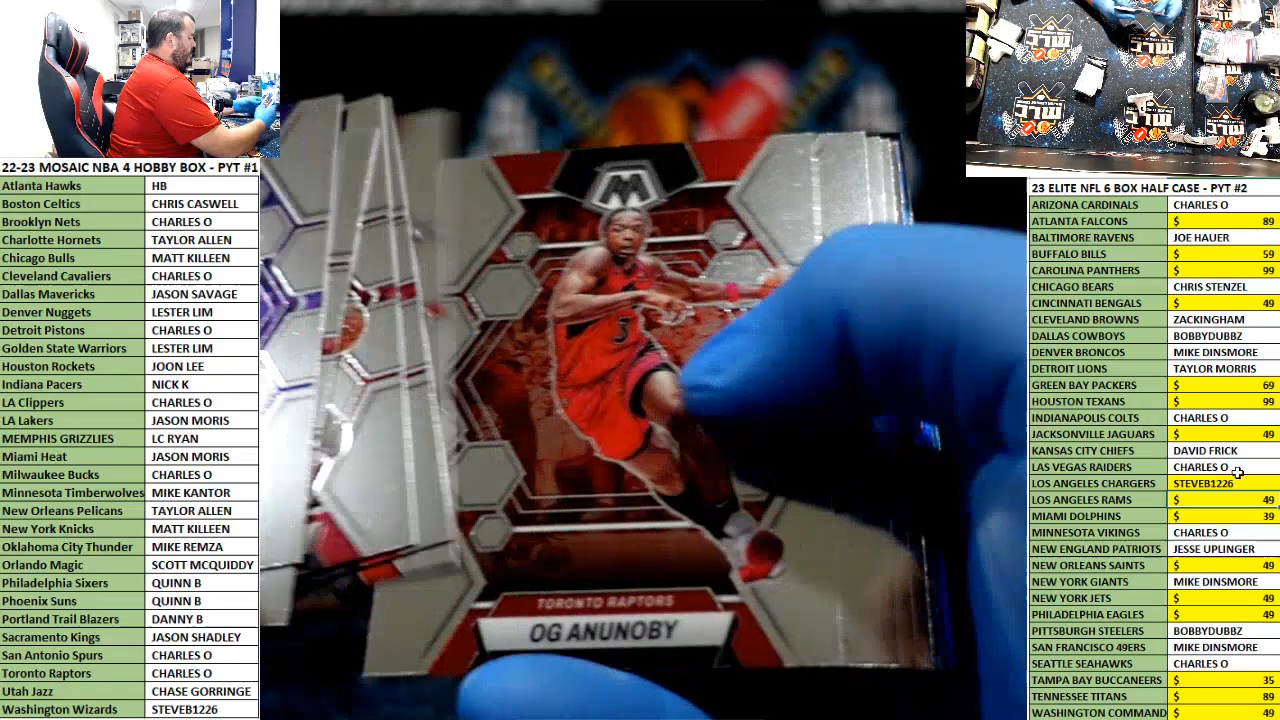 22-23 MOSAIC NBA 4 HOBBY BOX - PYT #1
Atlanta Hawks HB
Boston Celtics CHRIS CASWELL
Brooklyn Nets CHARLES O
Charlotte Hornets TAYLOR ALLEN
Chicago Bulls MATT KILLEEN
Cleveland Cavaliers CHARLES O
Dallas Mavericks JASON SAVAGE
Denver Nuggets LESTER LIM
Detroit Pistons CHARLES O
Golden State Warriors LESTER LIM
Houston Rockets JOON LEE
Indiana Pacers NICK K
LA Clippers CHARLES O
LA Lakers JASON MORIS
MEMPHIS GRIZZLIES LC RYAN
Miami Heat JASON MORIS
Milwaukee Bucks CHARLES O
Minnesota Timberwolves MIKE KANTOR
New Orleans Pelicans TAYLOR ALLEN
New York Knicks MATT KILLEEN
Oklahoma City Thunder MIKE REMZA
Orlando Magic SCOTT MCQUIDDY
Philadelphia Sixers QUINN B
Phoenix Suns QUINN B
Portland Trail Blazers DANNY B
Sacramento Kings JASON SHADLEY
San Antonio Spurs CHARLES O
Toronto Raptors CHARLES O
Utah Jazz CHASE GORRINGE
Washington Wizards STEVEB1226
M
3
TORONTO RAPTORS
OG ANUNOBY
23 ELITE NFL 6 BOX HALF CASE - PYT #2
ARIZONA CARDINALS CHARLES O
ATLANTA FALCONS $ 89
BALTIMORE RAVENS JOE HAUER
BUFFALO BILLS $ 59
CAROLINA PANTHERS $ 99
CHICAGO BEARS CHRIS STENZEL
CINCINNATI BENGALS $ 49
CLEVELAND BROWNS ZACKINGHAM
DALLAS COWBOYS BOBBYDUBBZ
DENVER BRONCOS MIKE DINSMORE
DETROIT LIONS TAYLOR MORRIS
GREEN BAY PACKERS $ 69
HOUSTON TEXANS $ 99
INDIANAPOLIS COLTS CHARLES O
JACKSONVILLE JAGUARS $ 49
KANSAS CITY CHIEFS DAVID FRICK
LAS VEGAS RAIDERS CHARLES O
LOS ANGELES CHARGERS STEVEB1226
LOS ANGELES RAMS $ 49
MIAMI DOLPHINS $ 39
MINNESOTA VIKINGS CHARLES O
NEW ENGLAND PATRIOTS JESSE UPLINGER
NEW ORLEANS SAINTS $ 49
NEW YORK GIANTS MIKE DINSMORE
NEW YORK JETS $ 49
PHILADELPHIA EAGLES $ 49
PITTSBURGH STEELERS BOBBYDUBBZ
SAN FRANCISCO 49ERS MIKE DINSMORE
SEATTLE SEAHAWKS CHARLES O
TAMPA BAY BUCCANEERS $ 35
TENNESSEE TITANS $ 89
WASHINGTON COMMAND $ 49